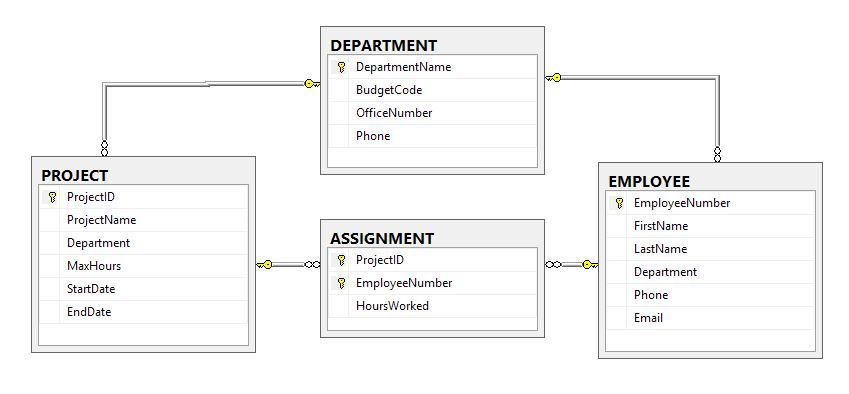 DEPARTMENT
DepartmentName
BudgetCode
OfficeNumber
Phone
PROJECT
ProjectID
ProjectName
Department
MaxHours
StartDate
EndDate
ASSIGNMENT
ProjectID
EmployeeNumber
HoursWorked
EMPLOYEE
EmployeeNumber
FirstName
LastName
Department
Phone
Email